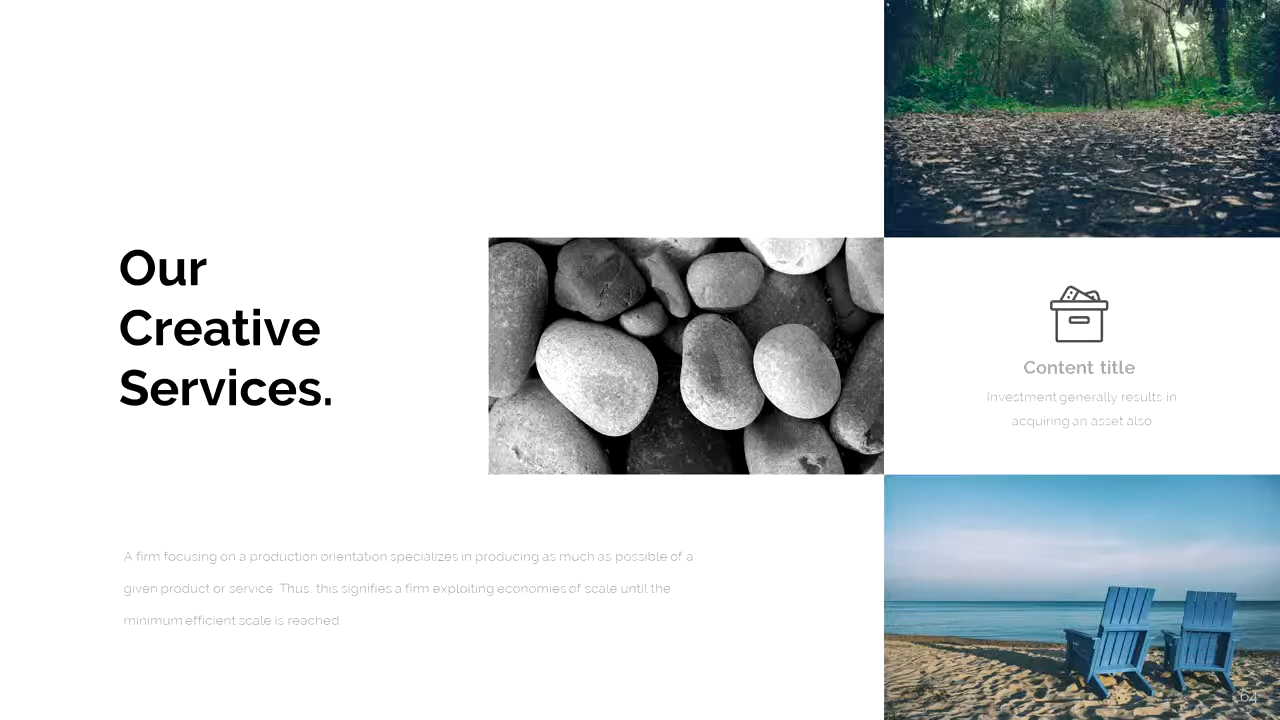 Our
Creative
Services.
Content title
Investment generally results in
acquiring an asset also
A firm focusing on a production orientation specializes in producing as much as possible of a
given product or service. Thus, this signifies a firm exploiting economies of scale until the
minimum efficient scale is reached
64